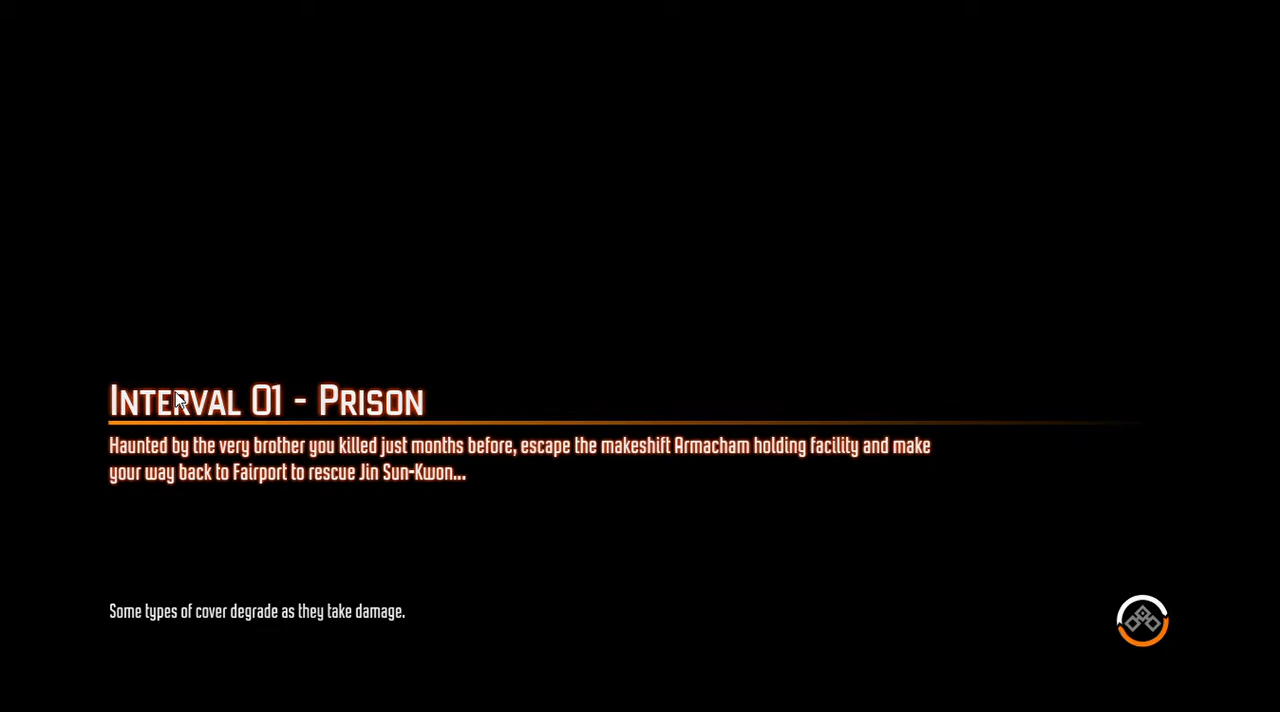 Interval 01 - Prison
Haunted by the very brother you killed just months before, escape the makeshift Armacham holding facility and make
your way back to Fairport to rescue Jin Sun-Kwon...
Some types of cover degrade as they take damage.